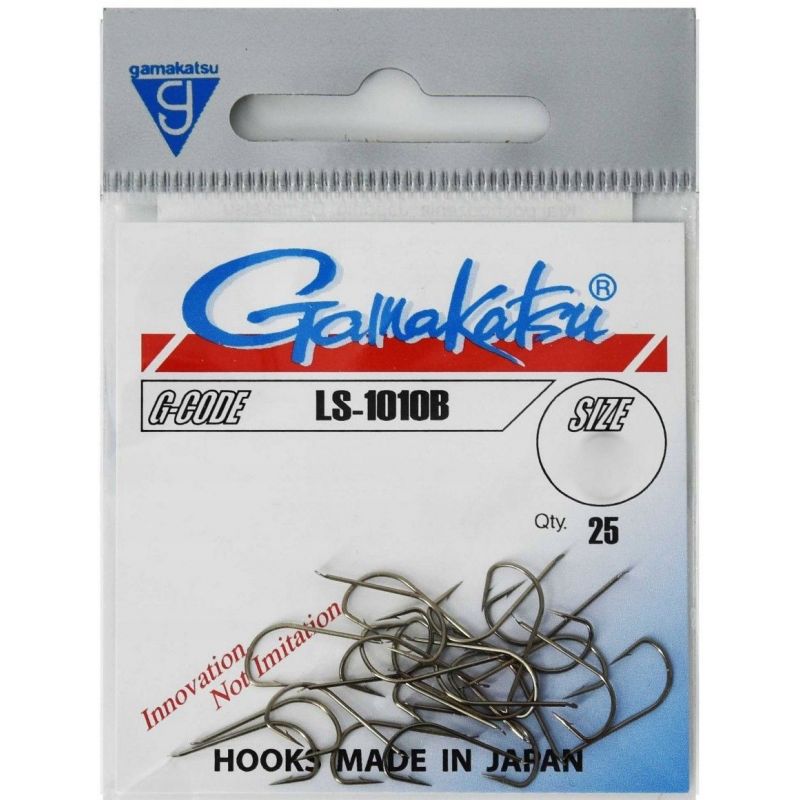 gamakatsu
g
Gamakatsu®
G-CODE LS-1010B SIZE
Qty. 25
Innovation
Not Imitation
HOOKS MADE IN JAPAN